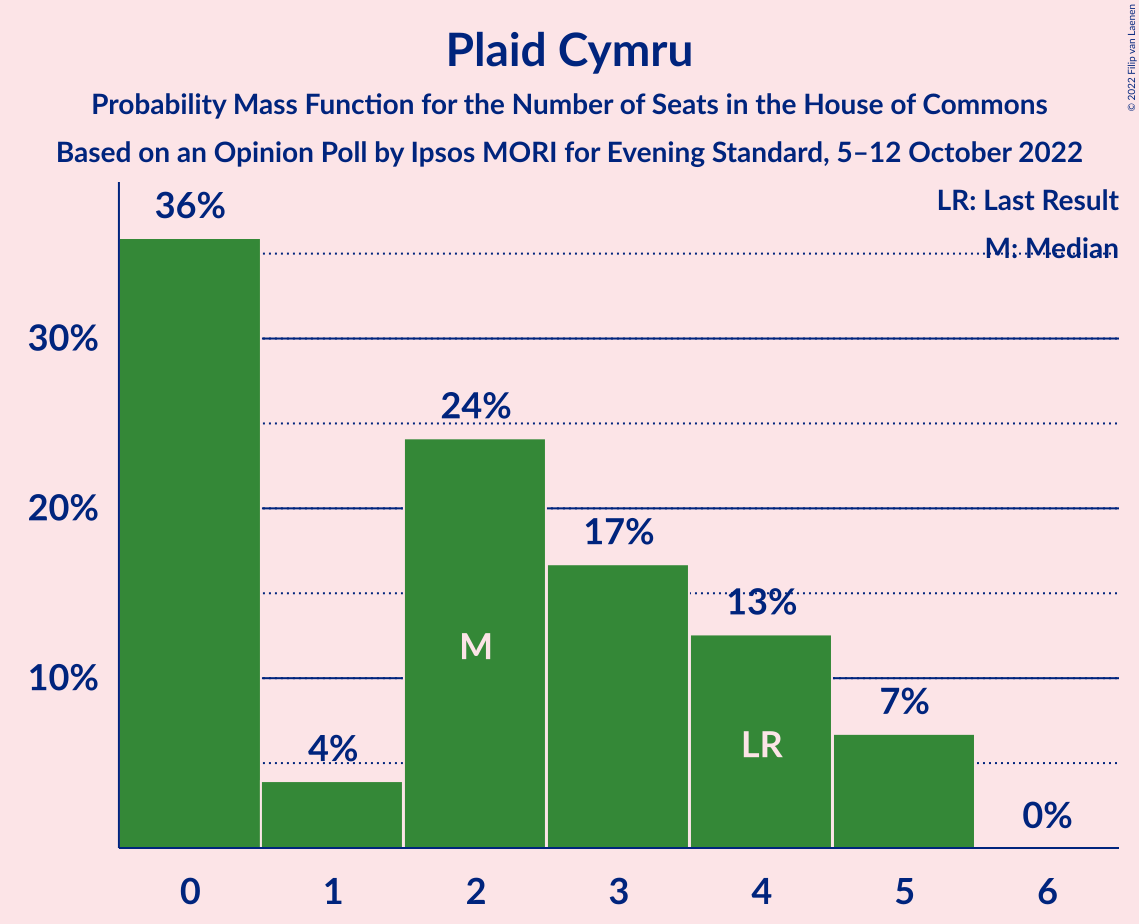 Plaid Cymru
Probability Mass Function for the Number of Seats in the House of Commons
Based on an Opinion Poll by Ipsos MORI for Evening Standard, 5–12 October 2022
© 2022 Filip van Laenen
LR: Last Result
M: Median
36%
30%
24%
20%
17%
13%
10%
7%
4%
0%
M
LR
0 1 2 3 4 5 6